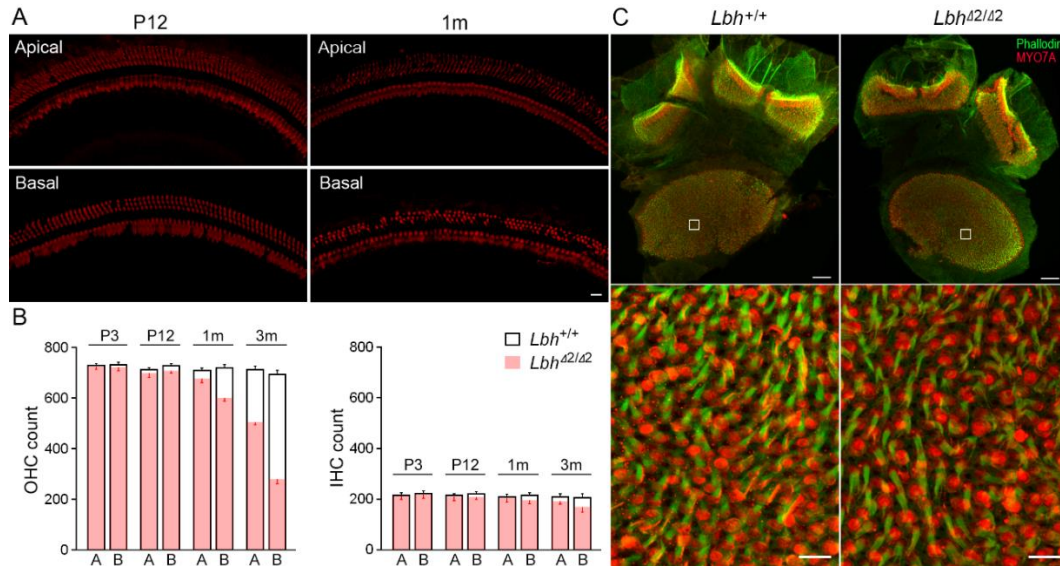 A
P12
1m
Apical
Apical
Basal
Basal
B
P3 P12 1m 3m
800
600
400
200
0
OHC count
A B A B A B A B
Lbh+/+
LbhΔ2/Δ2
P3 P12 1m 3m
800
600
400
200
0
IHC count
A B A B A B A B
C
Lbh+/+
LbhΔ2/Δ2
Phallodin
MYO7A